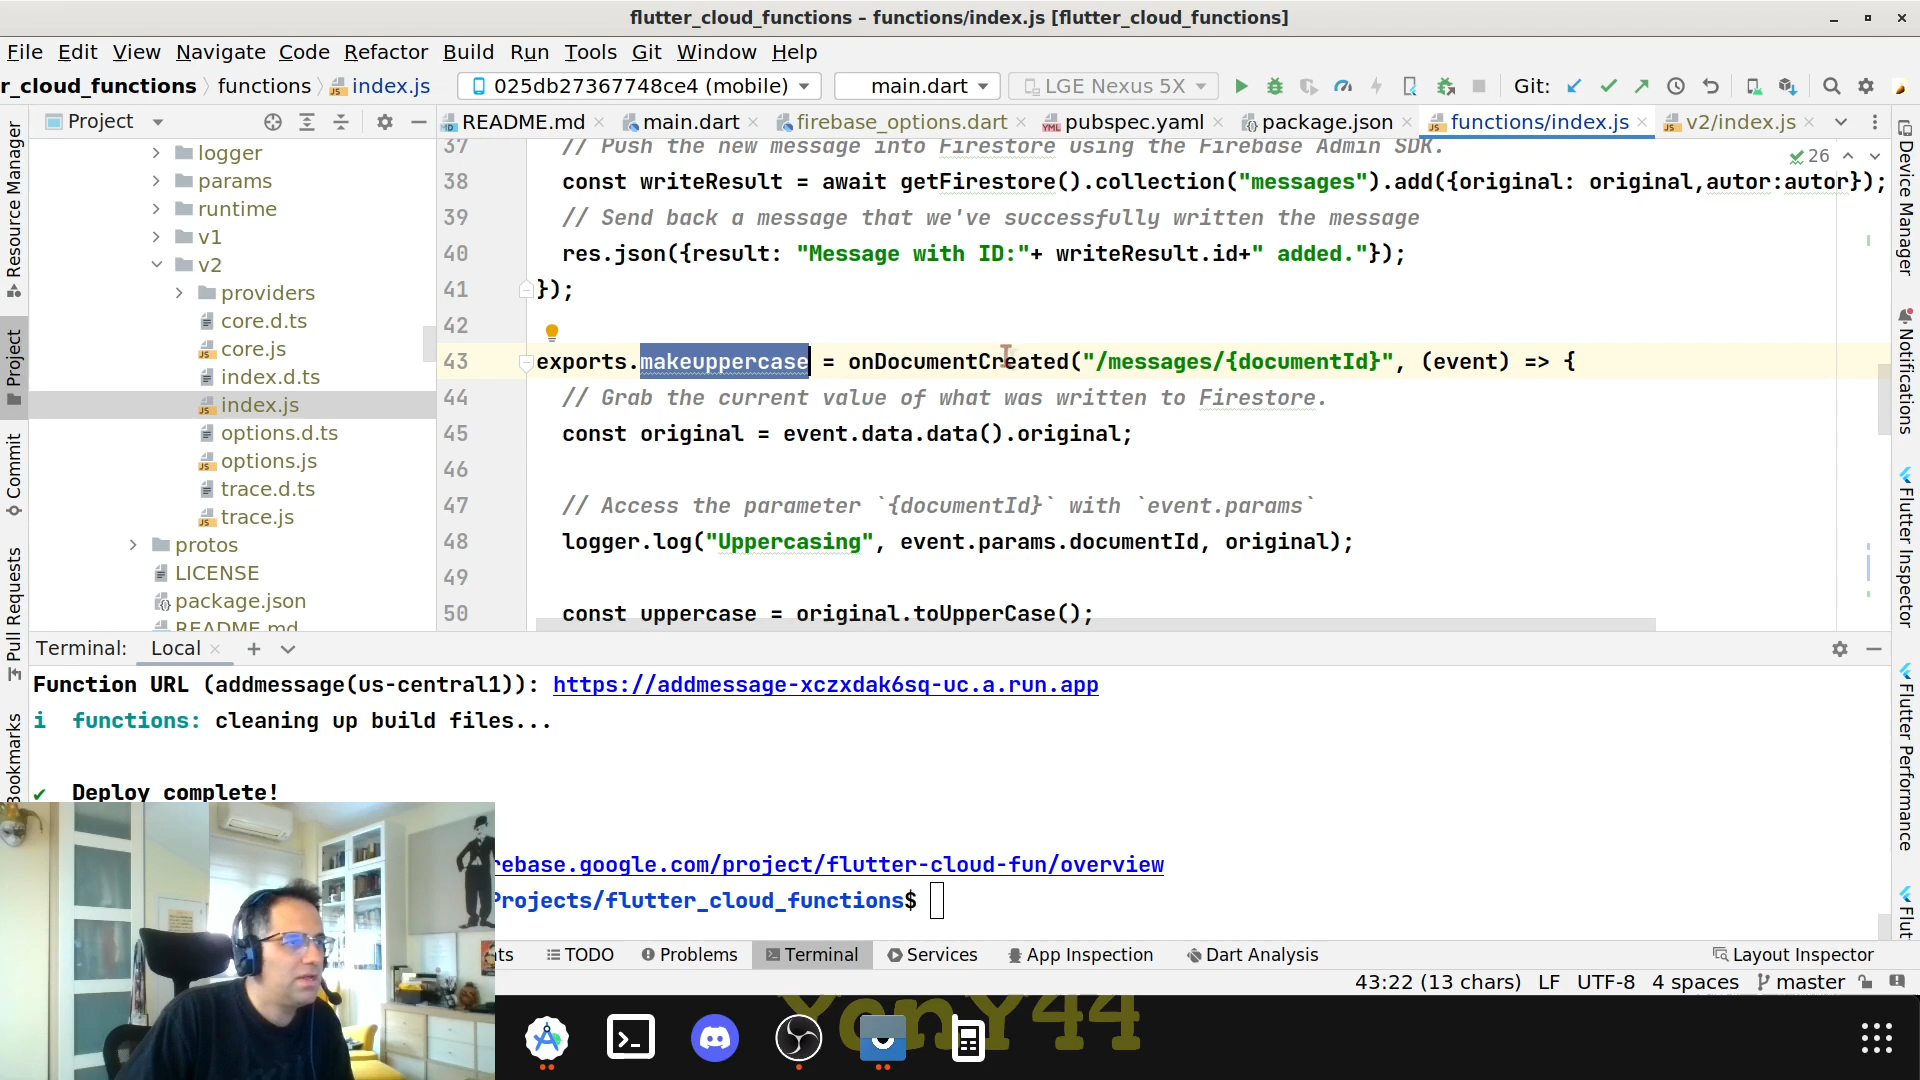 flutter_cloud_functions – functions/index.js [flutter_cloud_functions]
File Edit View Navigate Code Refactor Build Run Tools Git Window Help
r_cloud_functions functions index.js 025db27367748ce4 (mobile) main.dart LGE Nexus 5X Git:
Project README.md main.dart firebase_options.dart pubspec.yaml package.json functions/index.js v2/index.js
Resource Manager
Project
Commit
Pull Requests
Bookmarks
logger
params
runtime
v1
v2
providers
core.d.ts
core.js
index.d.ts
index.js
options.d.ts
options.js
trace.d.ts
trace.js
protos
LICENSE
package.json
README.md
26
37 // Push the new message into Firestore using the Firebase Admin SDK.
38 const writeResult = await getFirestore().collection("messages").add({original: original,autor:autor});
39 // Send back a message that we've successfully written the message
40 res.json({result: "Message with ID:"+ writeResult.id+" added."});
41 });
42
43 exports.makeuppercase = onDocumentCreated("/messages/{documentId}", (event) => {
44 // Grab the current value of what was written to Firestore.
45 const original = event.data.data().original;
46
47 // Access the parameter `{documentId}` with `event.params`
48 logger.log("Uppercasing", event.params.documentId, original);
49
50 const uppercase = original.toUpperCase();
Device Manager
Notifications
Flutter Inspector
Flutter Performance
Flut
Terminal: Local
Function URL (addmessage(us-central1)): https://addmessage-xczxdak6sq-uc.a.run.app
i functions: cleaning up build files...
✔ Deploy complete!
rebase.google.com/project/flutter-cloud-fun/overview
Projects/flutter_cloud_functions$
ts TODO Problems Terminal Services App Inspection Dart Analysis Layout Inspector
43:22 (13 chars) LF UTF-8 4 spaces master
YonY44